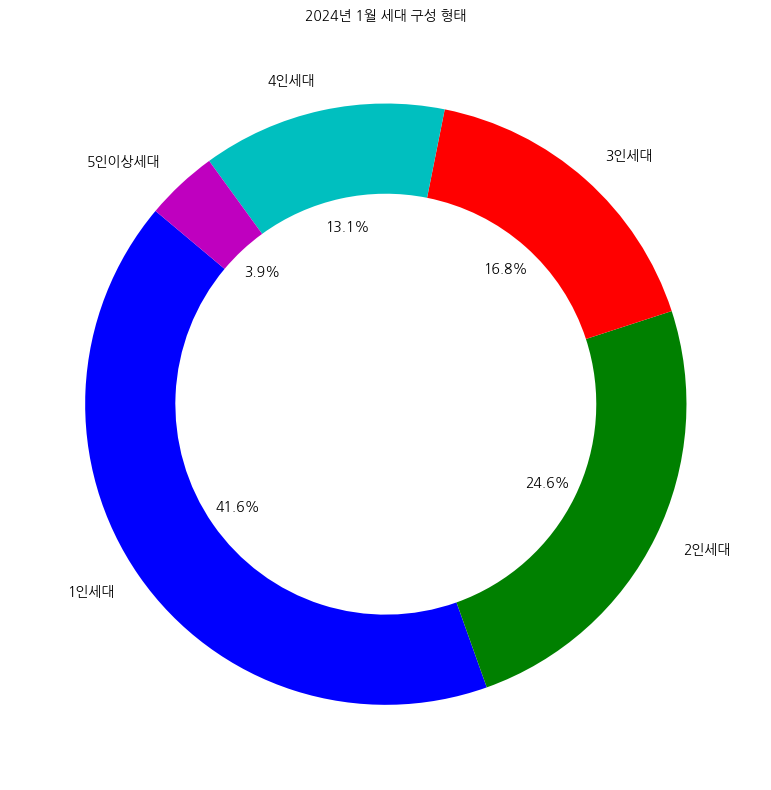 2024년 1월 세대 구성 형태
4인세대
3인세대
5인이상세대
13.1%
16.8%
3.9%
24.6%
41.6%
2인세대
1인세대